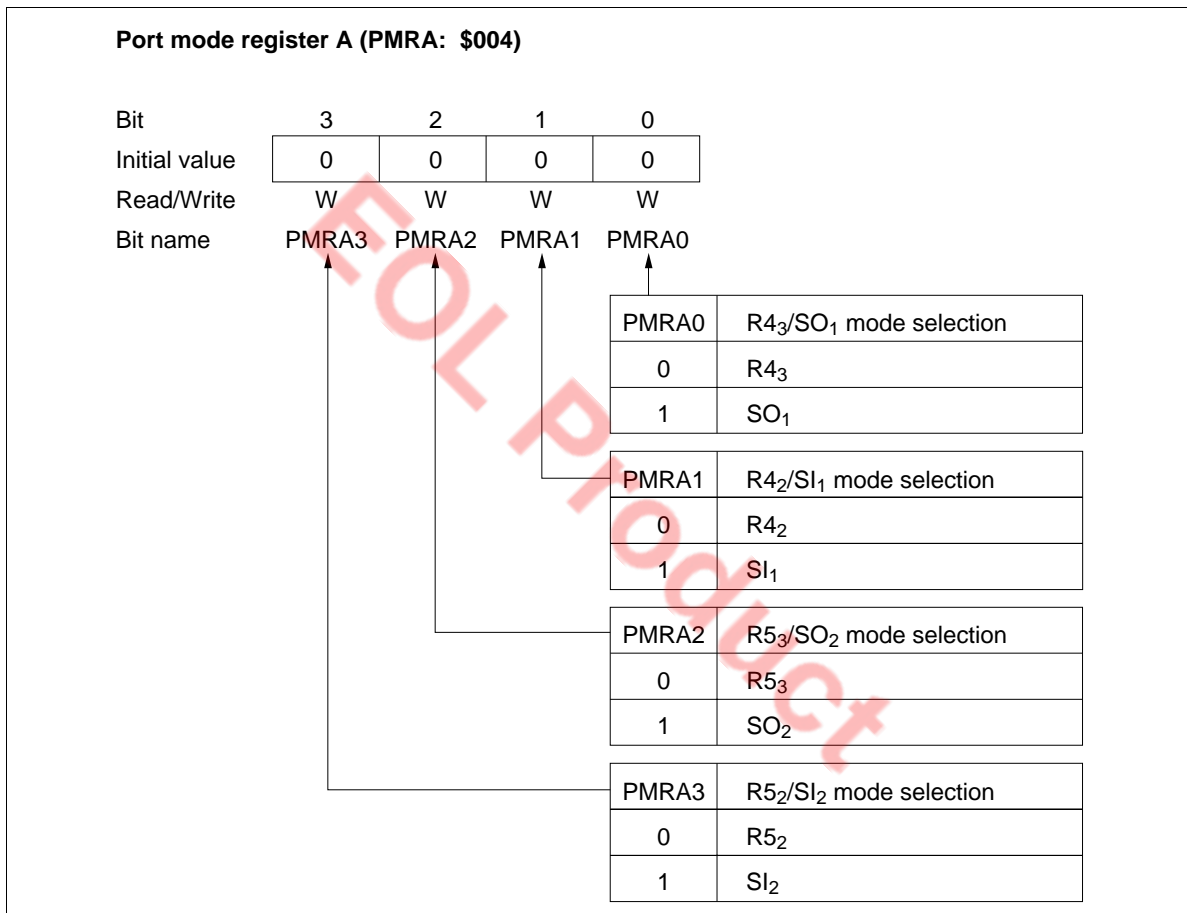 Port mode register A (PMRA: $004)
Bit 3 2 1 0
Initial value 0 0 0 0
Read/Write W W W W
Bit name PMRA3 PMRA2 PMRA1 PMRA0
PMRA0 R4₃/SO₁ mode selection
0 R4₃
1 SO₁
PMRA1 R4₂/SI₁ mode selection
0 R4₂
1 SI₁
PMRA2 R5₃/SO₂ mode selection
0 R5₃
1 SO₂
PMRA3 R5₂/SI₂ mode selection
0 R5₂
1 SI₂
EOL Product